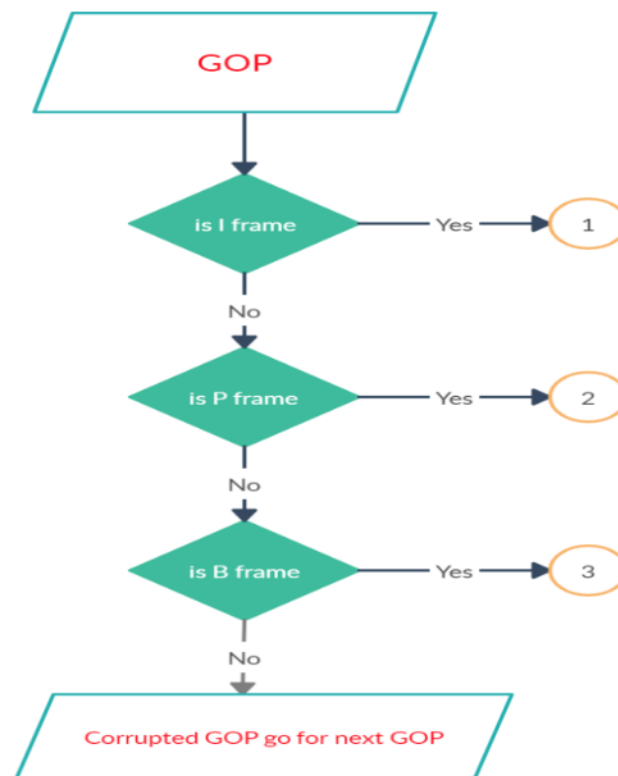 GOP
is I frame
Yes
1
No
is P frame
Yes
2
No
is B frame
Yes
3
No
Corrupted GOP go for next GOP